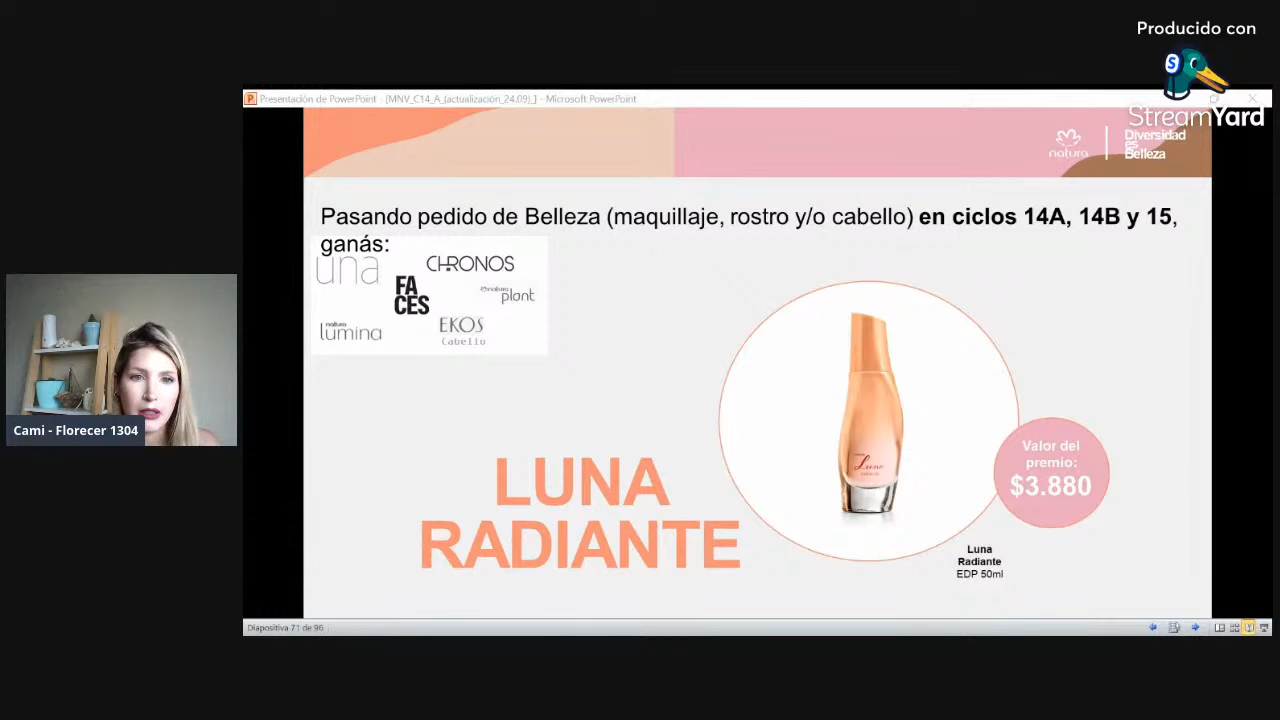 Producido con
StreamYard
Presentación de PowerPoint - [MNV_C14_A_(actualización_24.09)_] - Microsoft PowerPoint
natura
Diversidad
es
Belleza
Pasando pedido de Belleza (maquillaje, rostro y/o cabello) en ciclos 14A, 14B y 15,
ganás:
una
CHRONOS
FA
CES
natura
plant
natura
lumina
EKOS
Cabello
LUNA
RADIANTE
Luna
Valor del
premio:
$3.880
Luna
Radiante
EDP 50ml
Cami - Florecer 1304
Diapositiva 71 de 96